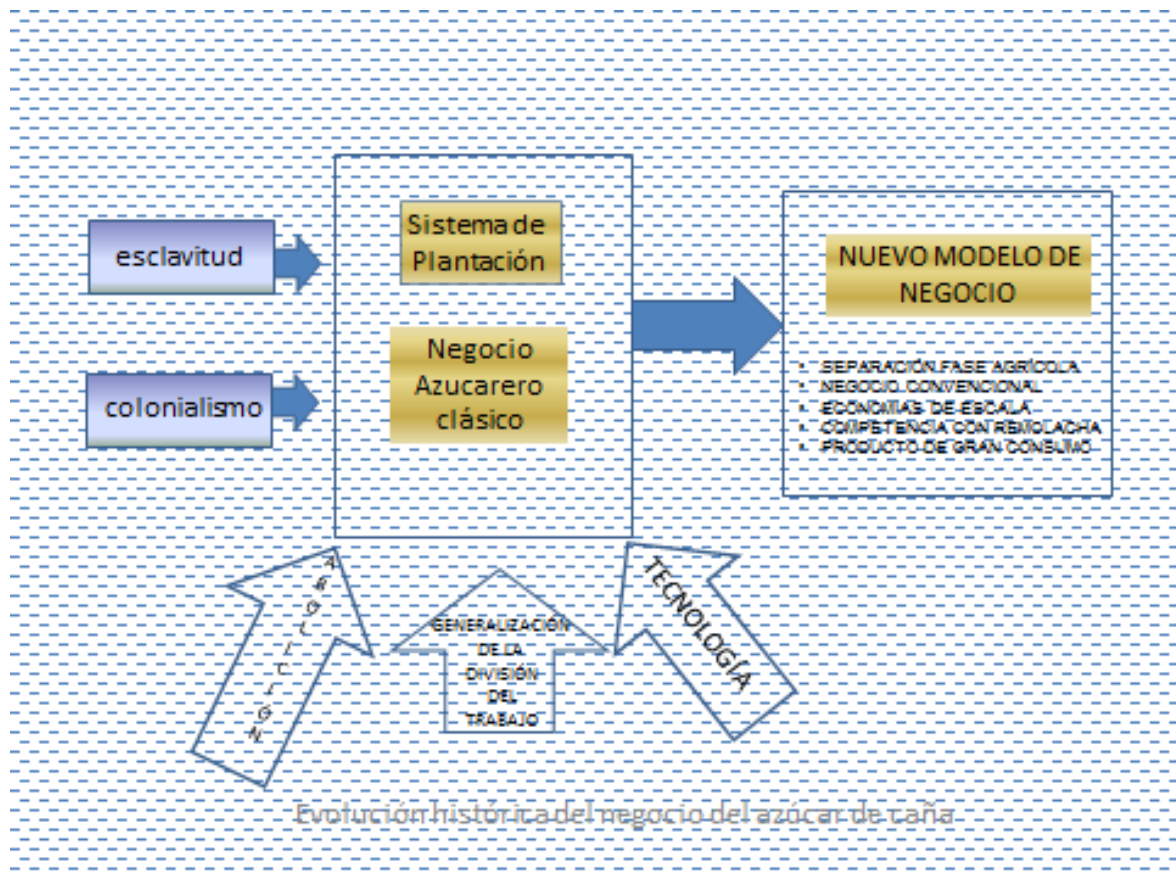 esclavitud
colonialismo
Sistema de
Plantación
Negocio
Azucarero
clásico
NUEVO MODELO DE
NEGOCIO
• SEPARACIÓN FASE AGRÍCOLA
• NEGOCIO CONVENCIONAL
• ECONOMIAS DE ESCALA
• COMPETENCIA CON REMOLACHA
• PRODUCTO DE GRAN CONSUMO
ABOLICIÓN
GENERALIZACIÓN
DE LA
DIVISIÓN
DEL
TRABAJO
TECNOLOGÍA
Evolución histórica del negocio del azúcar de caña